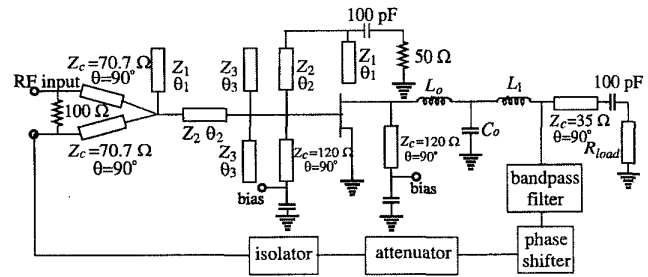 100 pF
Zc=70.7 Ω
θ=90°
Z1
θ1
Z3
θ3
Z2
θ2
Z1
θ1
50 Ω
RF input
100 Ω
Lo
L1
100 pF
Z2 θ2
Co
Zc=35 Ω
θ=90°
Rload
Zc=70.7 Ω
θ=90°
Z3
θ3
Zc=120 Ω
θ=90°
Zc=120 Ω
θ=90°
bias
bias
bandpass
filter
isolator
attenuator
phase
shifter